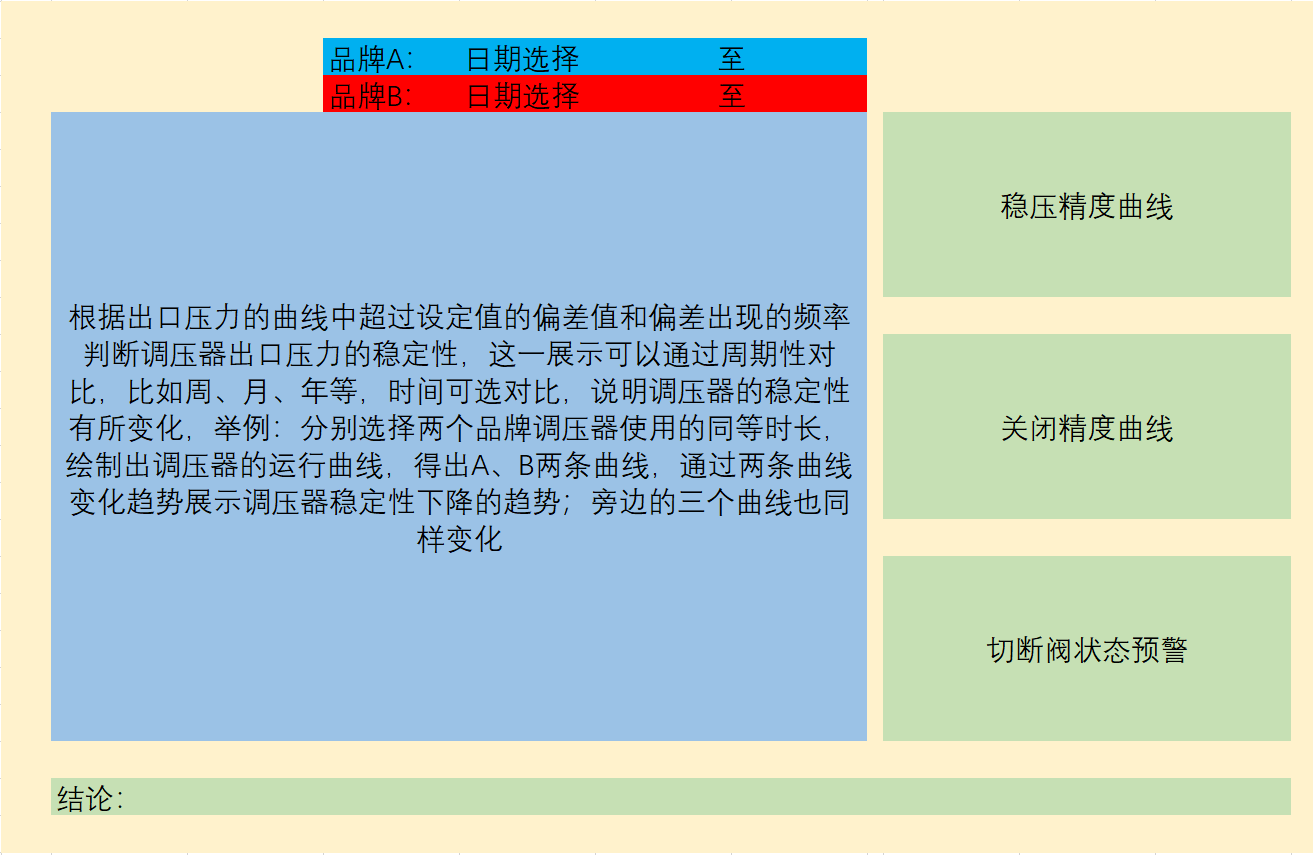 品牌A： 日期选择 至
品牌B： 日期选择 至
根据出口压力的曲线中超过设定值的偏差值和偏差出现的频率
判断调压器出口压力的稳定性，这一展示可以通过周期性对
比，比如周、月、年等，时间可选对比，说明调压器的稳定性
有所变化，举例：分别选择两个品牌调压器使用的同等时长，
绘制出调压器的运行曲线，得出A、B两条曲线，通过两条曲线
变化趋势展示调压器稳定性下降的趋势；旁边的三个曲线也同
样变化
稳压精度曲线
关闭精度曲线
切断阀状态预警
结论：